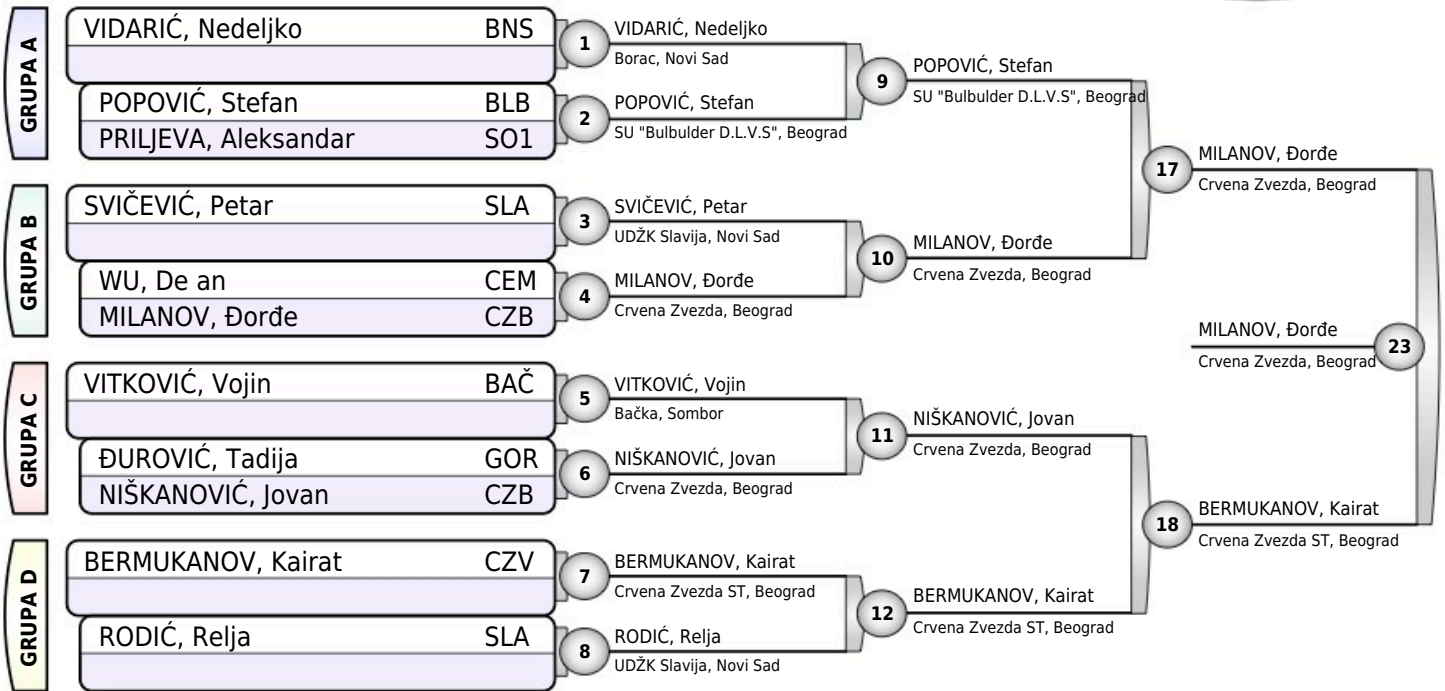 GRUPA A
VIDARIĆ, Nedeljko BNS
POPOVIĆ, Stefan BLB
PRILJEVA, Aleksandar SO1
GRUPA B
SVIČEVIĆ, Petar SLA
WU, De an CEM
MILANOV, Đorđe CZB
GRUPA C
VITKOVIĆ, Vojin BAČ
ĐUROVIĆ, Tadija GOR
NIŠKANOVIĆ, Jovan CZB
GRUPA D
BERMUKANOV, Kairat CZV
RODIĆ, Relja SLA
1
VIDARIĆ, Nedeljko
Borac, Novi Sad
2
POPOVIĆ, Stefan
SU "Bulbulder D.L.V.S", Beograd
3
SVIČEVIĆ, Petar
UDŽK Slavija, Novi Sad
4
MILANOV, Đorđe
Crvena Zvezda, Beograd
5
VITKOVIĆ, Vojin
Bačka, Sombor
6
NIŠKANOVIĆ, Jovan
Crvena Zvezda, Beograd
7
BERMUKANOV, Kairat
Crvena Zvezda ST, Beograd
8
RODIĆ, Relja
UDŽK Slavija, Novi Sad
9
POPOVIĆ, Stefan
SU "Bulbulder D.L.V.S", Beograd
10
MILANOV, Đorđe
Crvena Zvezda, Beograd
11
NIŠKANOVIĆ, Jovan
Crvena Zvezda, Beograd
12
BERMUKANOV, Kairat
Crvena Zvezda ST, Beograd
17
MILANOV, Đorđe
Crvena Zvezda, Beograd
18
BERMUKANOV, Kairat
Crvena Zvezda ST, Beograd
MILANOV, Đorđe
Crvena Zvezda, Beograd
23